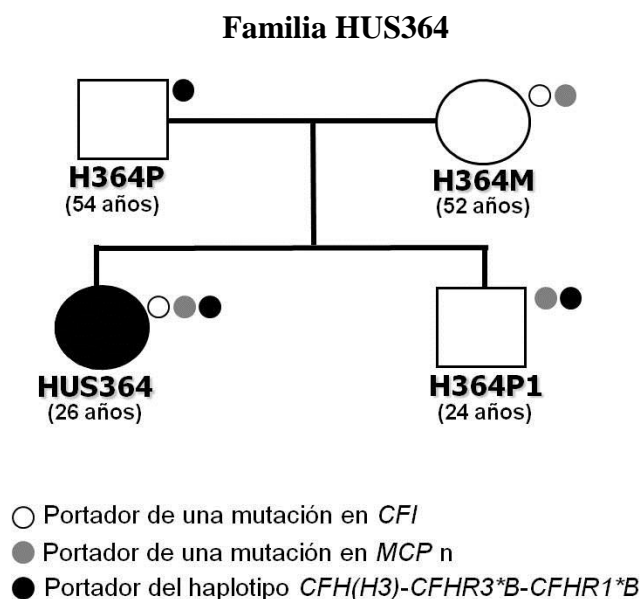 Familia HUS364
H364P
(54 años)
H364M
(52 años)
HUS364
(26 años)
H364P1
(24 años)
Portador de una mutación en CFI
Portador de una mutación en MCP n
Portador del haplotipo CFH(H3)-CFHR3*B-CFHR1*B